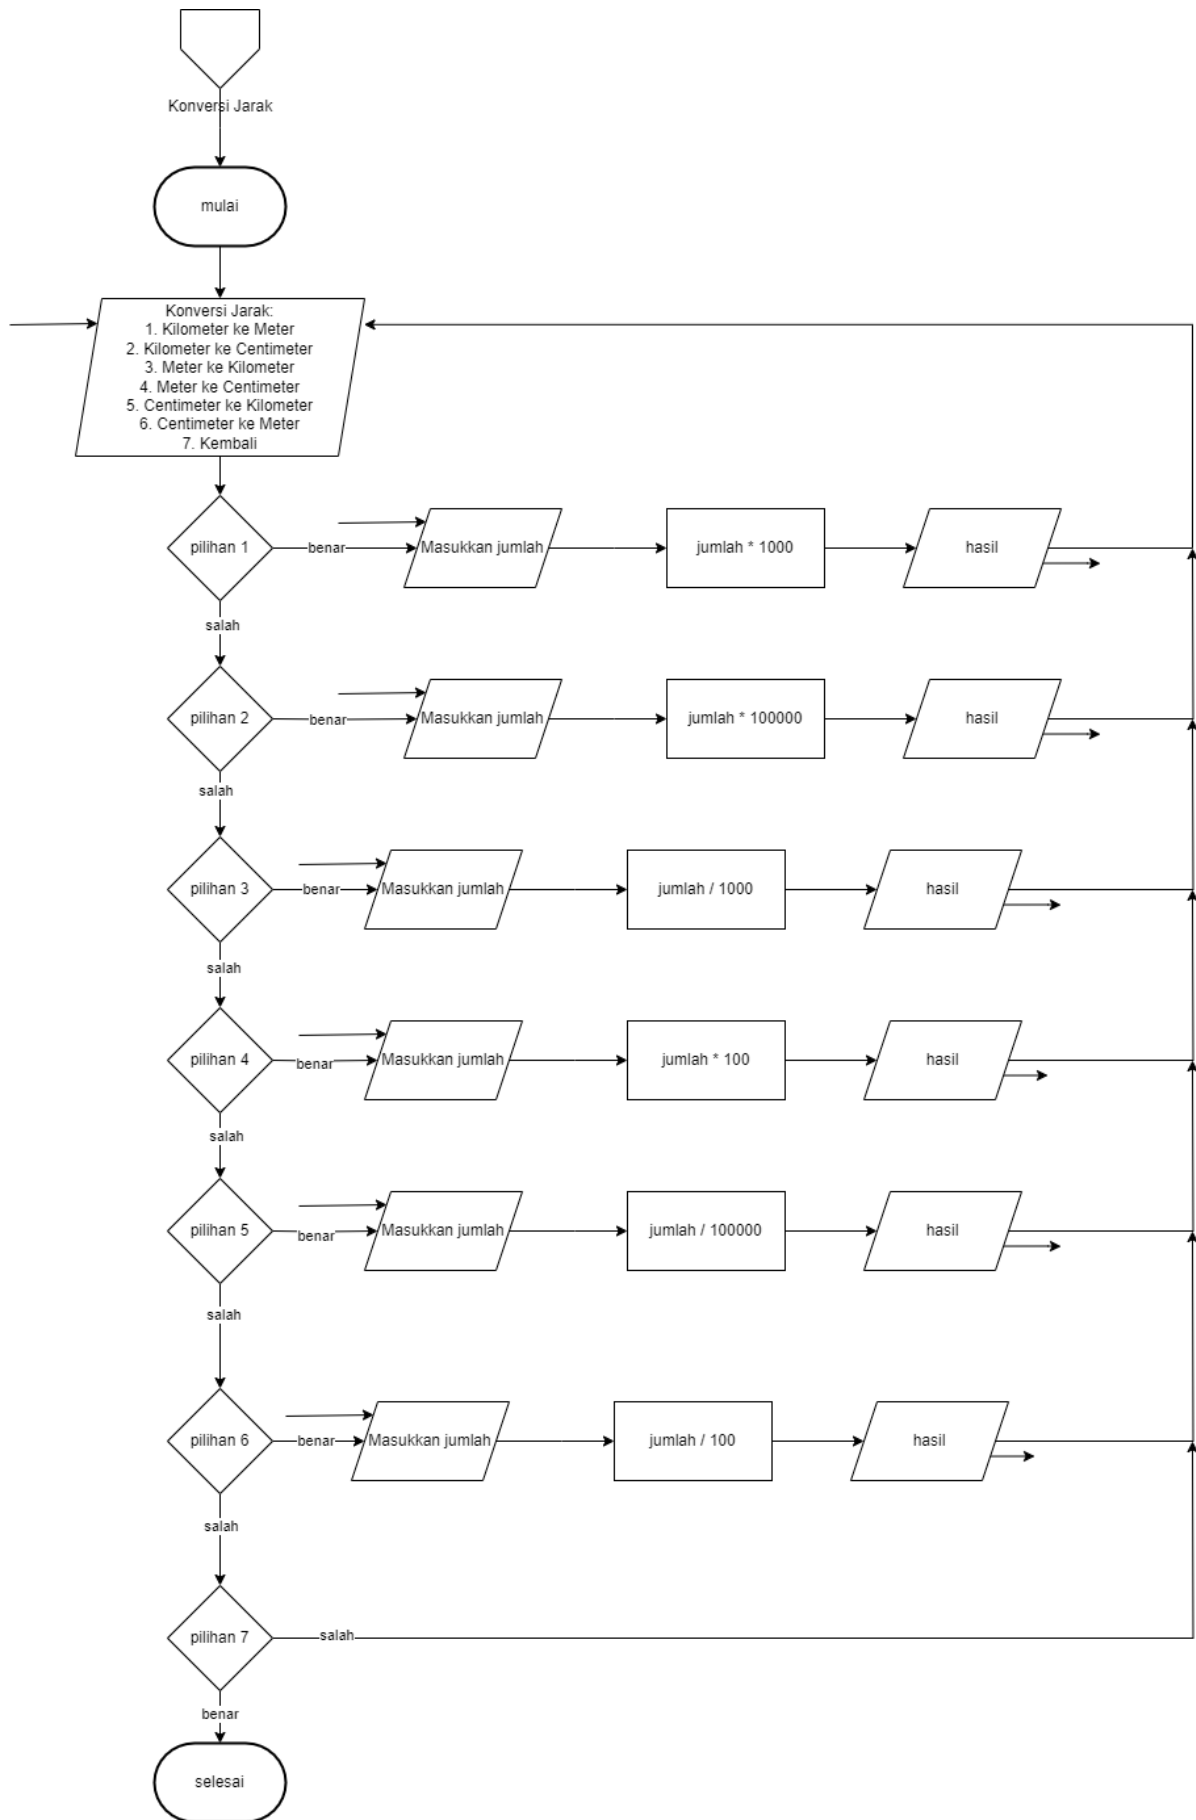 Konversi Jarak
mulai
Konversi Jarak:
1. Kilometer ke Meter
2. Kilometer ke Centimeter
3. Meter ke Kilometer
4. Meter ke Centimeter
5. Centimeter ke Kilometer
6. Centimeter ke Meter
7. Kembali
pilihan 1
benar
Masukkan jumlah
jumlah * 1000
hasil
salah
pilihan 2
benar
Masukkan jumlah
jumlah * 100000
hasil
salah
pilihan 3
benar
Masukkan jumlah
jumlah / 1000
hasil
salah
pilihan 4
benar
Masukkan jumlah
jumlah * 100
hasil
salah
pilihan 5
benar
Masukkan jumlah
jumlah / 100000
hasil
salah
pilihan 6
benar
Masukkan jumlah
jumlah / 100
hasil
salah
pilihan 7
salah
benar
selesai